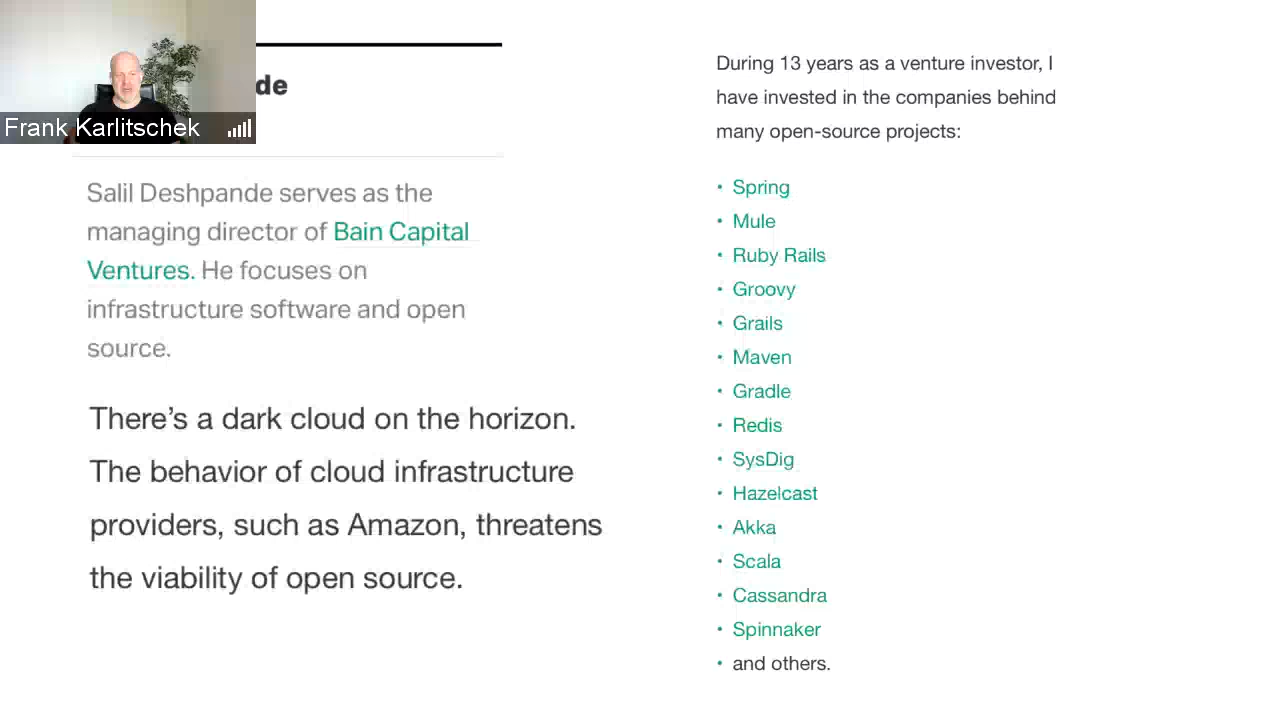 Frank Karlitschek
de
Salil Deshpande serves as the
managing director of Bain Capital
Ventures. He focuses on
infrastructure software and open
source.
There's a dark cloud on the horizon.
The behavior of cloud infrastructure
providers, such as Amazon, threatens
the viability of open source.
During 13 years as a venture investor, I
have invested in the companies behind
many open-source projects:
• Spring
• Mule
• Ruby Rails
• Groovy
• Grails
• Maven
• Gradle
• Redis
• SysDig
• Hazelcast
• Akka
• Scala
• Cassandra
• Spinnaker
• and others.